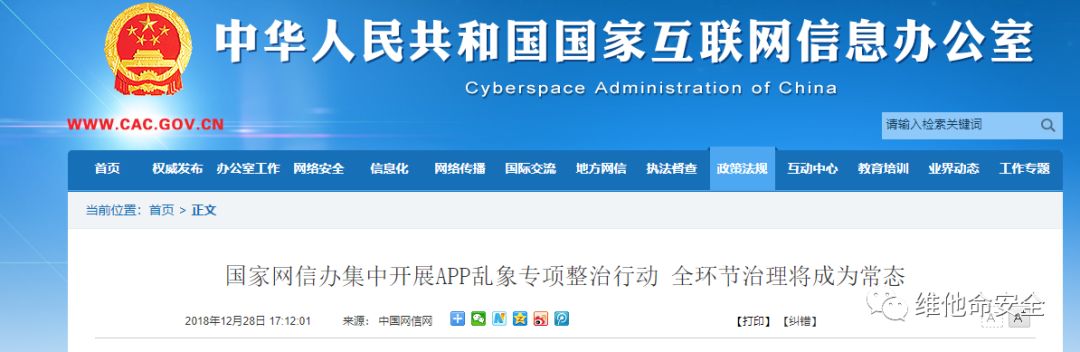 中华人民共和国国家互联网信息办公室
Cyberspace Administration of China
WWW.CAC.GOV.CN
请输入检索关键词
首页 权威发布 办公室工作 网络安全 信息化 网络传播 国际交流 地方网信 执法督查 政策法规 互动中心 教育培训 业界动态 工作专题
当前位置：首页 > 正文
国家网信办集中开展APP乱象专项整治行动 全环节治理将成为常态
2018年12月28日 17:12:01 来源： 中国网信网 【打印】【纠错】
维他命安全
A A